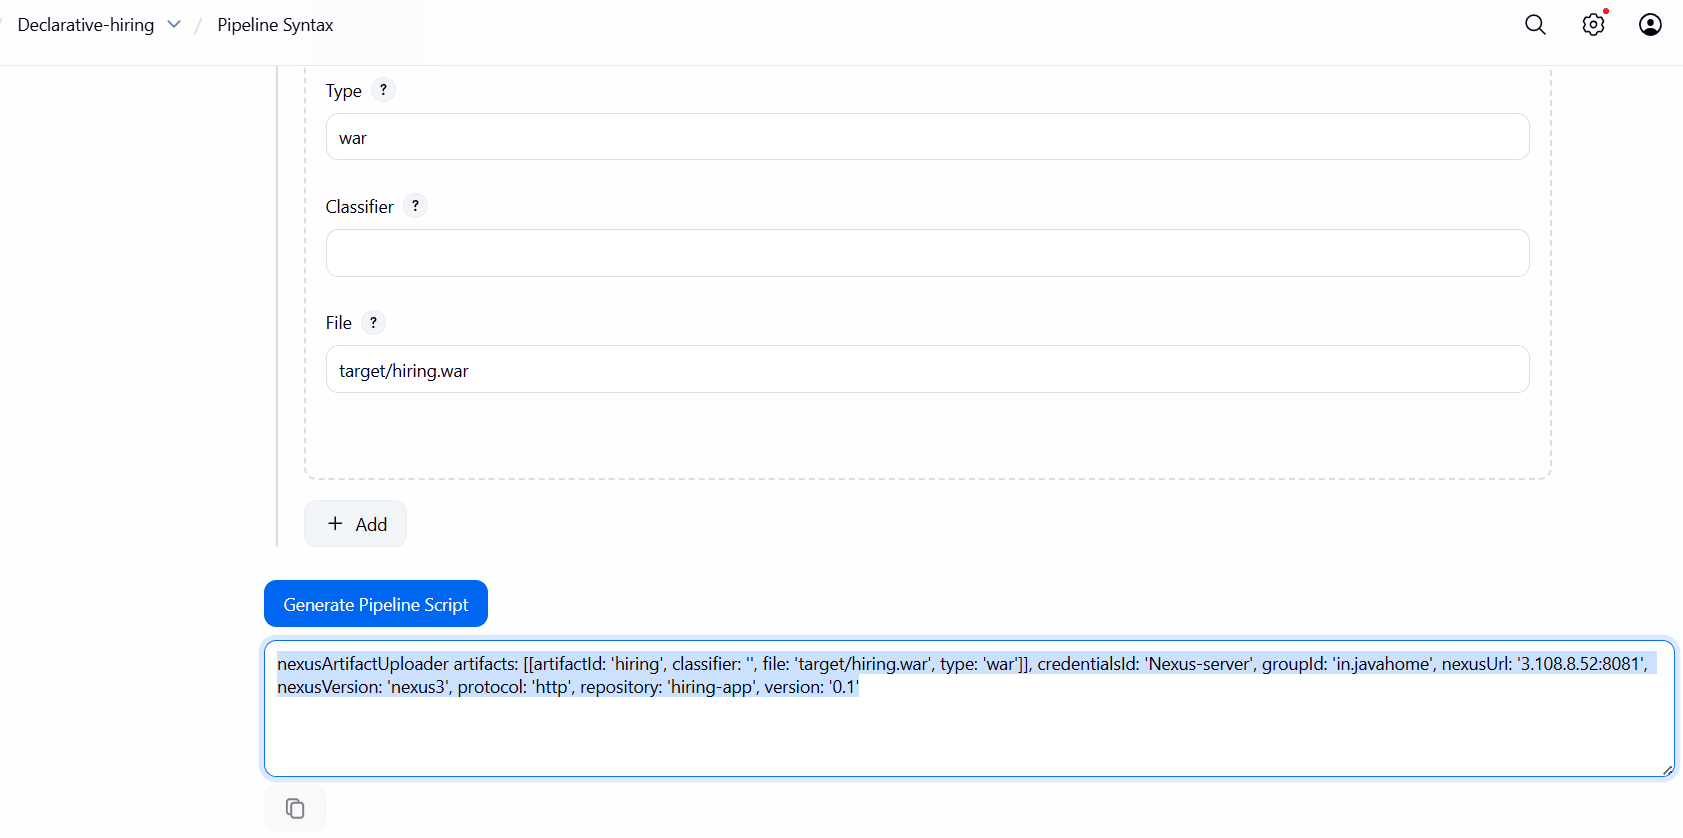 / Declarative-hiring / Pipeline Syntax
Type ?
war
Classifier ?
File ?
target/hiring.war
+ Add
Generate Pipeline Script
nexusArtifactUploader artifacts: [[artifactId: 'hiring', classifier: '', file: 'target/hiring.war', type: 'war']], credentialsId: 'Nexus-server', groupId: 'in.javahome', nexusUrl: '3.108.8.52:8081',
nexusVersion: 'nexus3', protocol: 'http', repository: 'hiring-app', version: '0.1'